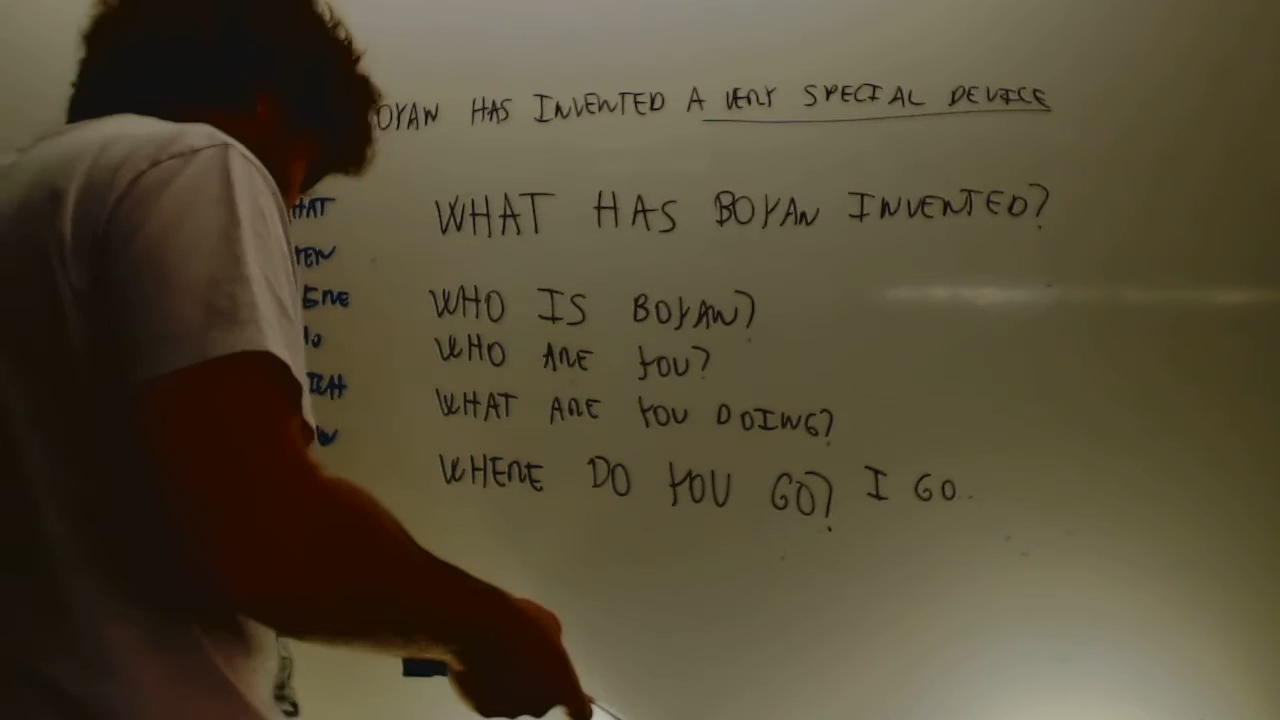 OYAN HAS INVENTED A VERY SPECIAL DEVICE
WHAT HAS BOYAN INVENTED?
WHO IS BOYAN?
WHO ARE YOU?
WHAT ARE YOU DOING?
WHERE DO YOU GO? I GO..